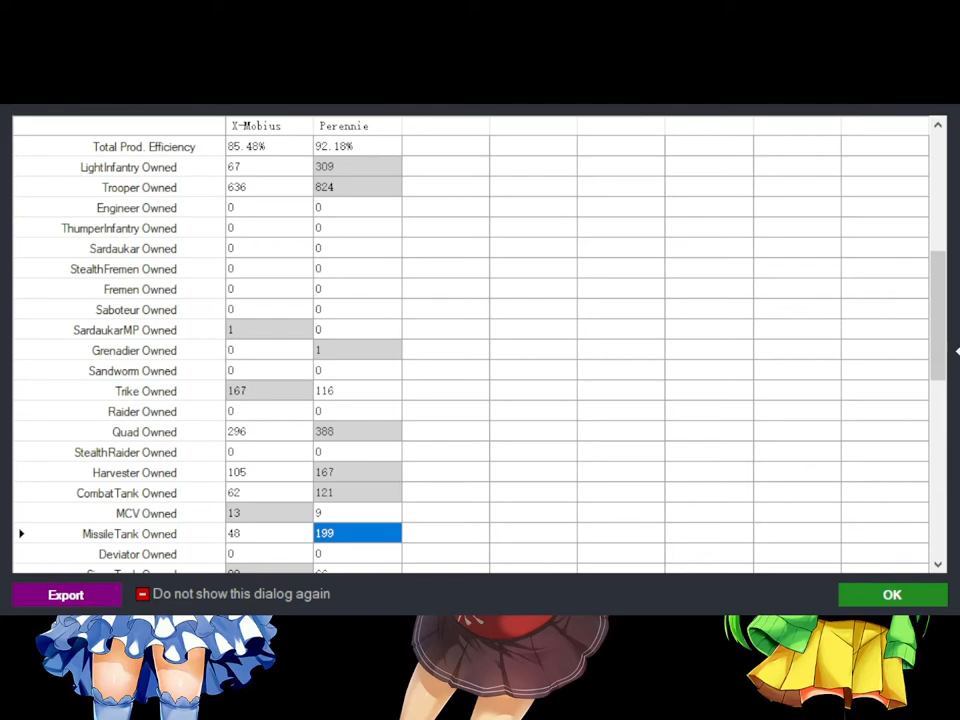 X-Mobius Perennie
Total Prod. Efficiency 85.48% 92.18%
LightInfantry Owned 67 309
Trooper Owned 636 824
Engineer Owned 0 0
ThumperInfantry Owned 0 0
Sardaukar Owned 0 0
StealthFremen Owned 0 0
Fremen Owned 0 0
Saboteur Owned 0 0
SardaukarMP Owned 1 0
Grenadier Owned 0 1
Sandworm Owned 0 0
Trike Owned 167 116
Raider Owned 0 0
Quad Owned 296 388
StealthRaider Owned 0 0
Harvester Owned 105 167
CombatTank Owned 62 121
MCV Owned 13 9
MissileTank Owned 48 199
Deviator Owned 0 0
Export Do not show this dialog again OK